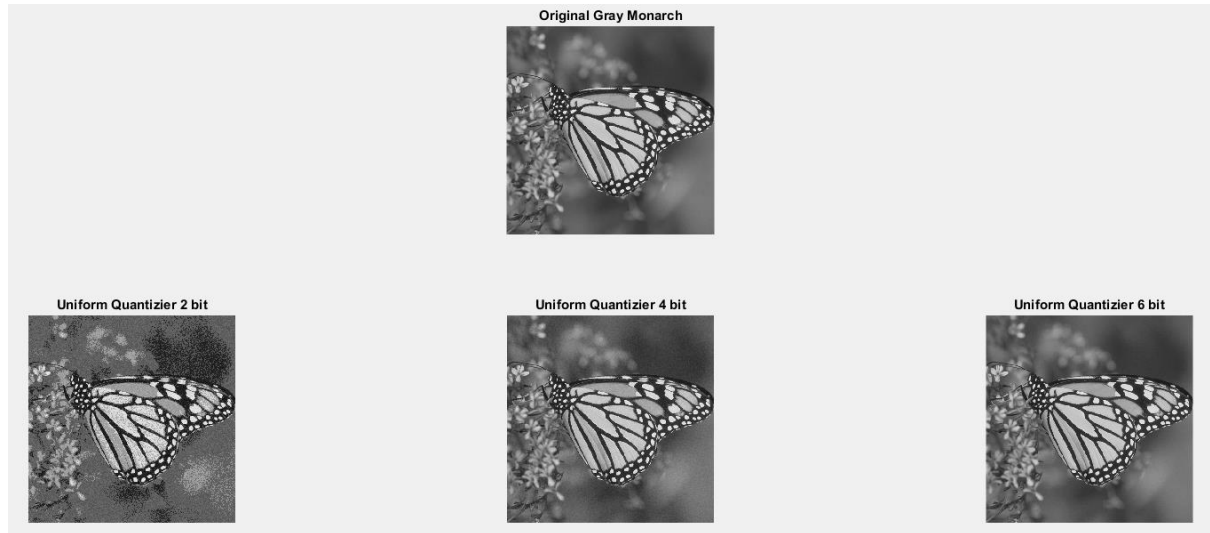 Original Gray Monarch
Uniform Quantizier 2 bit
Uniform Quantizier 4 bit
Uniform Quantizier 6 bit